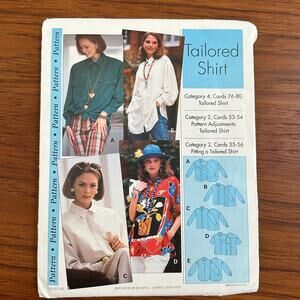 Pattern • Pattern • Pattern • Pattern • Pattern • Pattern
Tailored
Shirt
Category 4, Cards 76-80
Tailored Shirt
Category 2, Cards 53-54
Pattern Adjustments
Tailored Shirt
Category 2, Cards 55-56
Fitting a Tailored Shirt
A
B
C
D
E
A
B
C
D